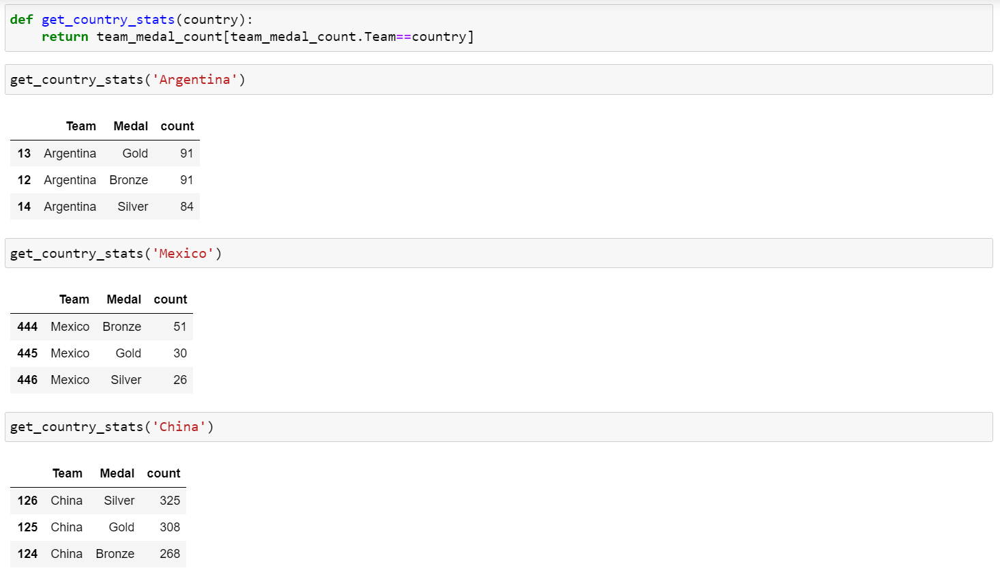 def get_country_stats(country):
    return team_medal_count[team_medal_count.Team==country]
get_country_stats('Argentina')
Team Medal count
13 Argentina Gold 91
12 Argentina Bronze 91
14 Argentina Silver 84
get_country_stats('Mexico')
Team Medal count
444 Mexico Bronze 51
445 Mexico Gold 30
446 Mexico Silver 26
get_country_stats('China')
Team Medal count
126 China Silver 325
125 China Gold 308
124 China Bronze 268